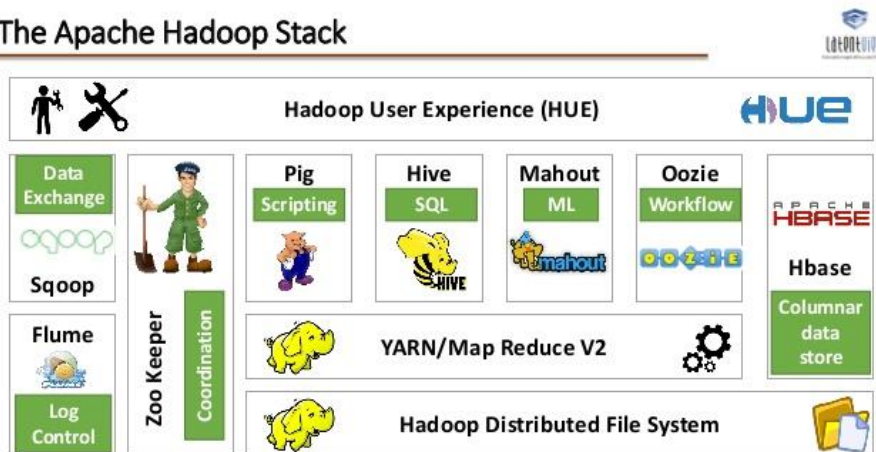 The Apache Hadoop Stack
Latentvie
Hadoop User Experience (HUE)
HUE
Data
Exchange
sqoop
Sqoop
Flume
Log
Control
Zoo Keeper
Coordination
Pig
Scripting
Hive
SQL
HIVE
Mahout
ML
mahout
Oozie
Workflow
OOZIE
APACHE
HBASE
Hbase
Columnar
data
store
YARN/Map Reduce V2
Hadoop Distributed File System